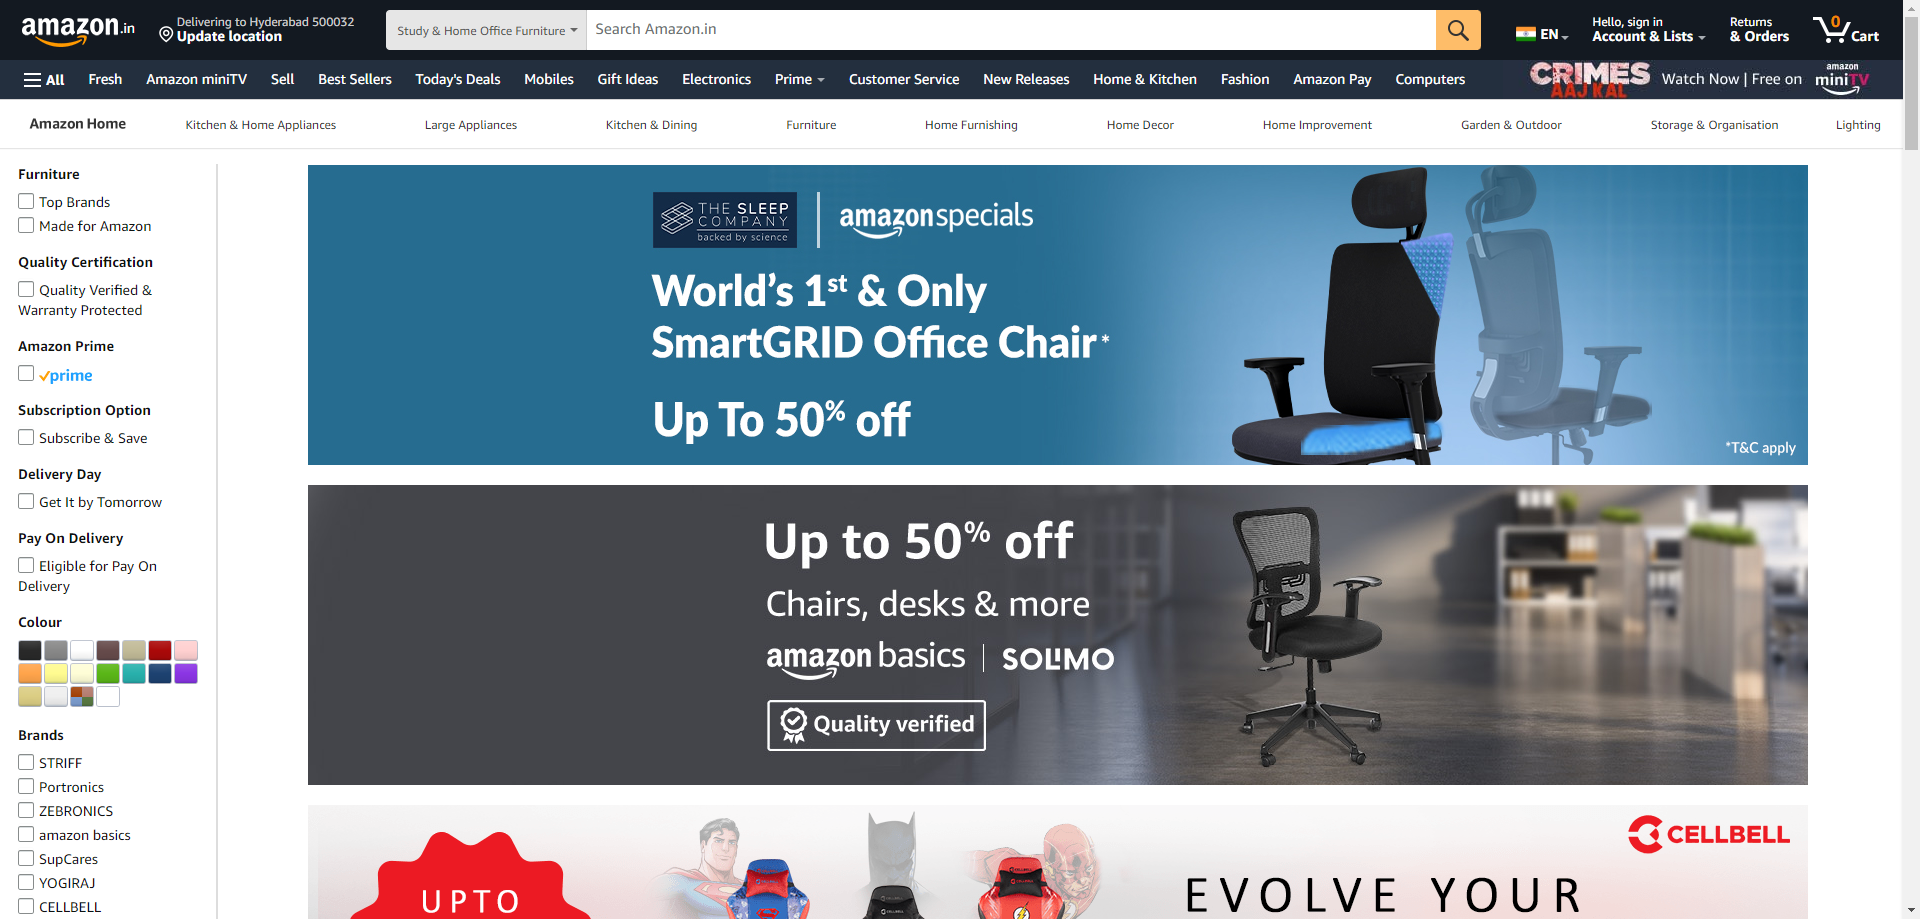 amazon.in
Delivering to Hyderabad 500032
Update location
Study & Home Office Furniture
Search Amazon.in
EN
Hello, sign in
Account & Lists
Returns
& Orders
0
Cart
All
Fresh
Amazon miniTV
Sell
Best Sellers
Today's Deals
Mobiles
Gift Ideas
Electronics
Prime
Customer Service
New Releases
Home & Kitchen
Fashion
Amazon Pay
Computers
CRIMES
AAJ KAL
Watch Now | Free on
amazon
miniTV
Amazon Home
Kitchen & Home Appliances
Large Appliances
Kitchen & Dining
Furniture
Home Furnishing
Home Decor
Home Improvement
Garden & Outdoor
Storage & Organisation
Lighting
Furniture
Top Brands
Made for Amazon
Quality Certification
Quality Verified &
Warranty Protected
Amazon Prime
prime
Subscription Option
Subscribe & Save
Delivery Day
Get It by Tomorrow
Pay On Delivery
Eligible for Pay On
Delivery
Colour
Brands
STRIFF
Portronics
ZEBRONICS
amazon basics
SupCares
YOGIRAJ
CELLBELL
THE SLEEP
COMPANY
backed by science
amazonspecials
World's 1st & Only
SmartGRID Office Chair*
Up To 50% off
*T&C apply
Up to 50% off
Chairs, desks & more
amazon basics | SOLIMO
Quality verified
UPTO
CELLBELL
EVOLVE YOUR